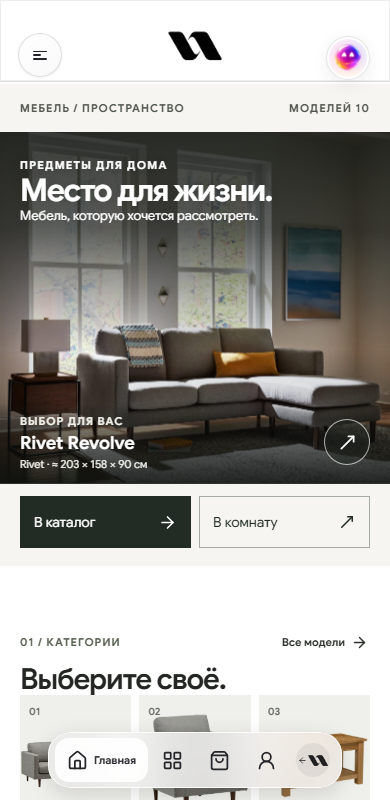 МЕБЕЛЬ / ПРОСТРАНСТВО
МОДЕЛЕЙ 10
ПРЕДМЕТЫ ДЛЯ ДОМА
Место для жизни.
Мебель, которую хочется рассмотреть.
ВЫБОР ДЛЯ ВАС
Rivet Revolve
Rivet · ≈ 203 × 158 × 90 см
В каталог
В комнату
01 / КАТЕГОРИИ
Все модели
Выберите своё.
01
02
03
Главная